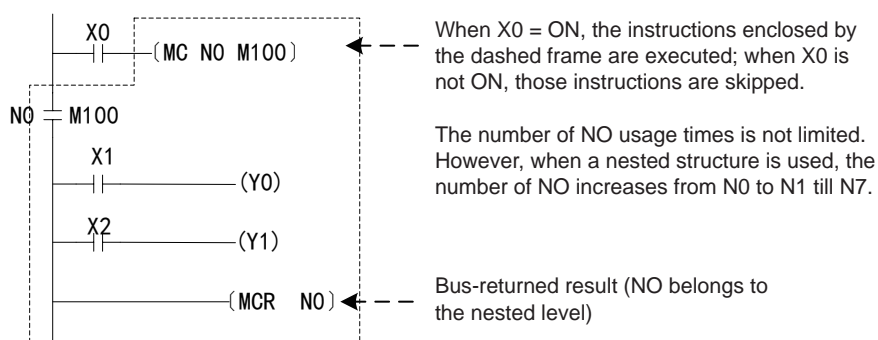 X0
(MC N0 M100)
When X0 = ON, the instructions enclosed by
the dashed frame are executed; when X0 is
not ON, those instructions are skipped.
N0 M100
The number of NO usage times is not limited.
However, when a nested structure is used, the
number of NO increases from N0 to N1 till N7.
X1
(Y0)
X2
(Y1)
(MCR N0)
Bus-returned result (NO belongs to
the nested level)